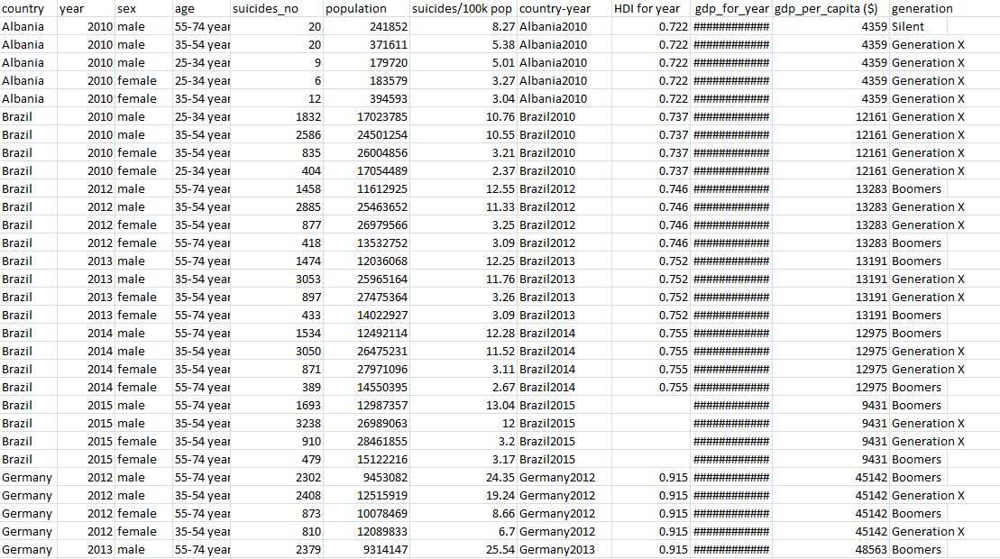 country year sex age suicides_no population suicides/100k pop country-year HDI for year gdp_for_year gdp_per_capita ($) generation
Albania 2010 male 55-74 year 20 241852 8.27 Albania2010 0.722 ############ 4359 Silent
Albania 2010 male 35-54 year 20 371611 5.38 Albania2010 0.722 ############ 4359 Generation X
Albania 2010 male 25-34 year 9 179720 5.01 Albania2010 0.722 ############ 4359 Generation X
Albania 2010 female 25-34 year 6 183579 3.27 Albania2010 0.722 ############ 4359 Generation X
Albania 2010 female 35-54 year 12 394593 3.04 Albania2010 0.722 ############ 4359 Generation X
Brazil 2010 male 25-34 year 1832 17023785 10.76 Brazil2010 0.737 ############ 12161 Generation X
Brazil 2010 male 35-54 year 2586 24501254 10.55 Brazil2010 0.737 ############ 12161 Generation X
Brazil 2010 female 35-54 year 835 26004856 3.21 Brazil2010 0.737 ############ 12161 Generation X
Brazil 2010 female 25-34 year 404 17054489 2.37 Brazil2010 0.737 ############ 12161 Generation X
Brazil 2012 male 55-74 year 1458 11612925 12.55 Brazil2012 0.746 ############ 13283 Boomers
Brazil 2012 male 35-54 year 2885 25463652 11.33 Brazil2012 0.746 ############ 13283 Generation X
Brazil 2012 female 35-54 year 877 26979566 3.25 Brazil2012 0.746 ############ 13283 Generation X
Brazil 2012 female 55-74 year 418 13532752 3.09 Brazil2012 0.746 ############ 13283 Boomers
Brazil 2013 male 55-74 year 1474 12036068 12.25 Brazil2013 0.752 ############ 13191 Boomers
Brazil 2013 male 35-54 year 3053 25965164 11.76 Brazil2013 0.752 ############ 13191 Generation X
Brazil 2013 female 35-54 year 897 27475364 3.26 Brazil2013 0.752 ############ 13191 Generation X
Brazil 2013 female 55-74 year 433 14022927 3.09 Brazil2013 0.752 ############ 13191 Boomers
Brazil 2014 male 55-74 year 1534 12492114 12.28 Brazil2014 0.755 ############ 12975 Boomers
Brazil 2014 male 35-54 year 3050 26475231 11.52 Brazil2014 0.755 ############ 12975 Generation X
Brazil 2014 female 35-54 year 871 27971096 3.11 Brazil2014 0.755 ############ 12975 Generation X
Brazil 2014 female 55-74 year 389 14550395 2.67 Brazil2014 0.755 ############ 12975 Boomers
Brazil 2015 male 55-74 year 1693 12987357 13.04 Brazil2015 ############ 9431 Boomers
Brazil 2015 male 35-54 year 3238 26989063 12 Brazil2015 ############ 9431 Generation X
Brazil 2015 female 35-54 year 910 28461855 3.2 Brazil2015 ############ 9431 Generation X
Brazil 2015 female 55-74 year 479 15122216 3.17 Brazil2015 ############ 9431 Boomers
Germany 2012 male 55-74 year 2302 9453082 24.35 Germany2012 0.915 ############ 45142 Boomers
Germany 2012 male 35-54 year 2408 12515919 19.24 Germany2012 0.915 ############ 45142 Generation X
Germany 2012 female 55-74 year 873 10078469 8.66 Germany2012 0.915 ############ 45142 Boomers
Germany 2012 female 35-54 year 810 12089833 6.7 Germany2012 0.915 ############ 45142 Generation X
Germany 2013 male 55-74 year 2379 9314147 25.54 Germany2013 0.915 ############ 48563 Boomers